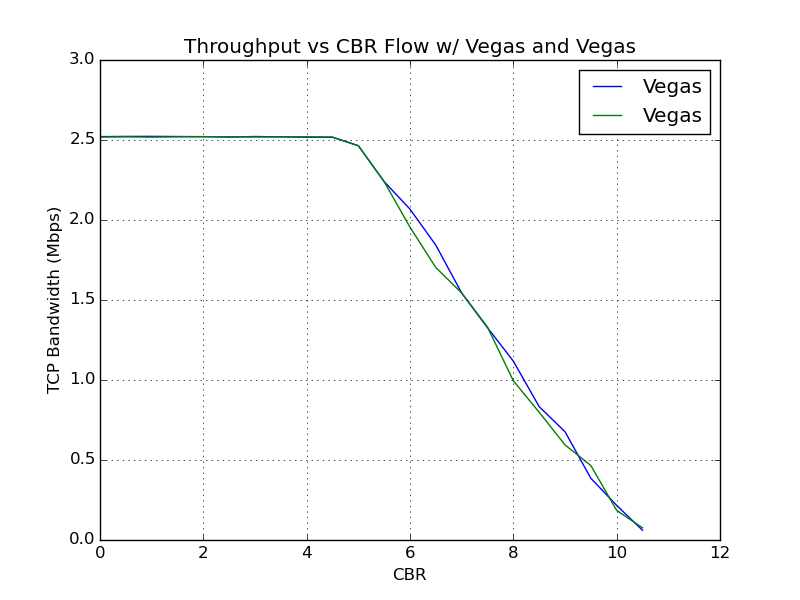 Throughput vs CBR Flow w/ Vegas and Vegas
Vegas
Vegas
TCP Bandwidth (Mbps)
3.0
2.5
2.0
1.5
1.0
0.5
0.0
0 2 4 6 8 10 12
CBR